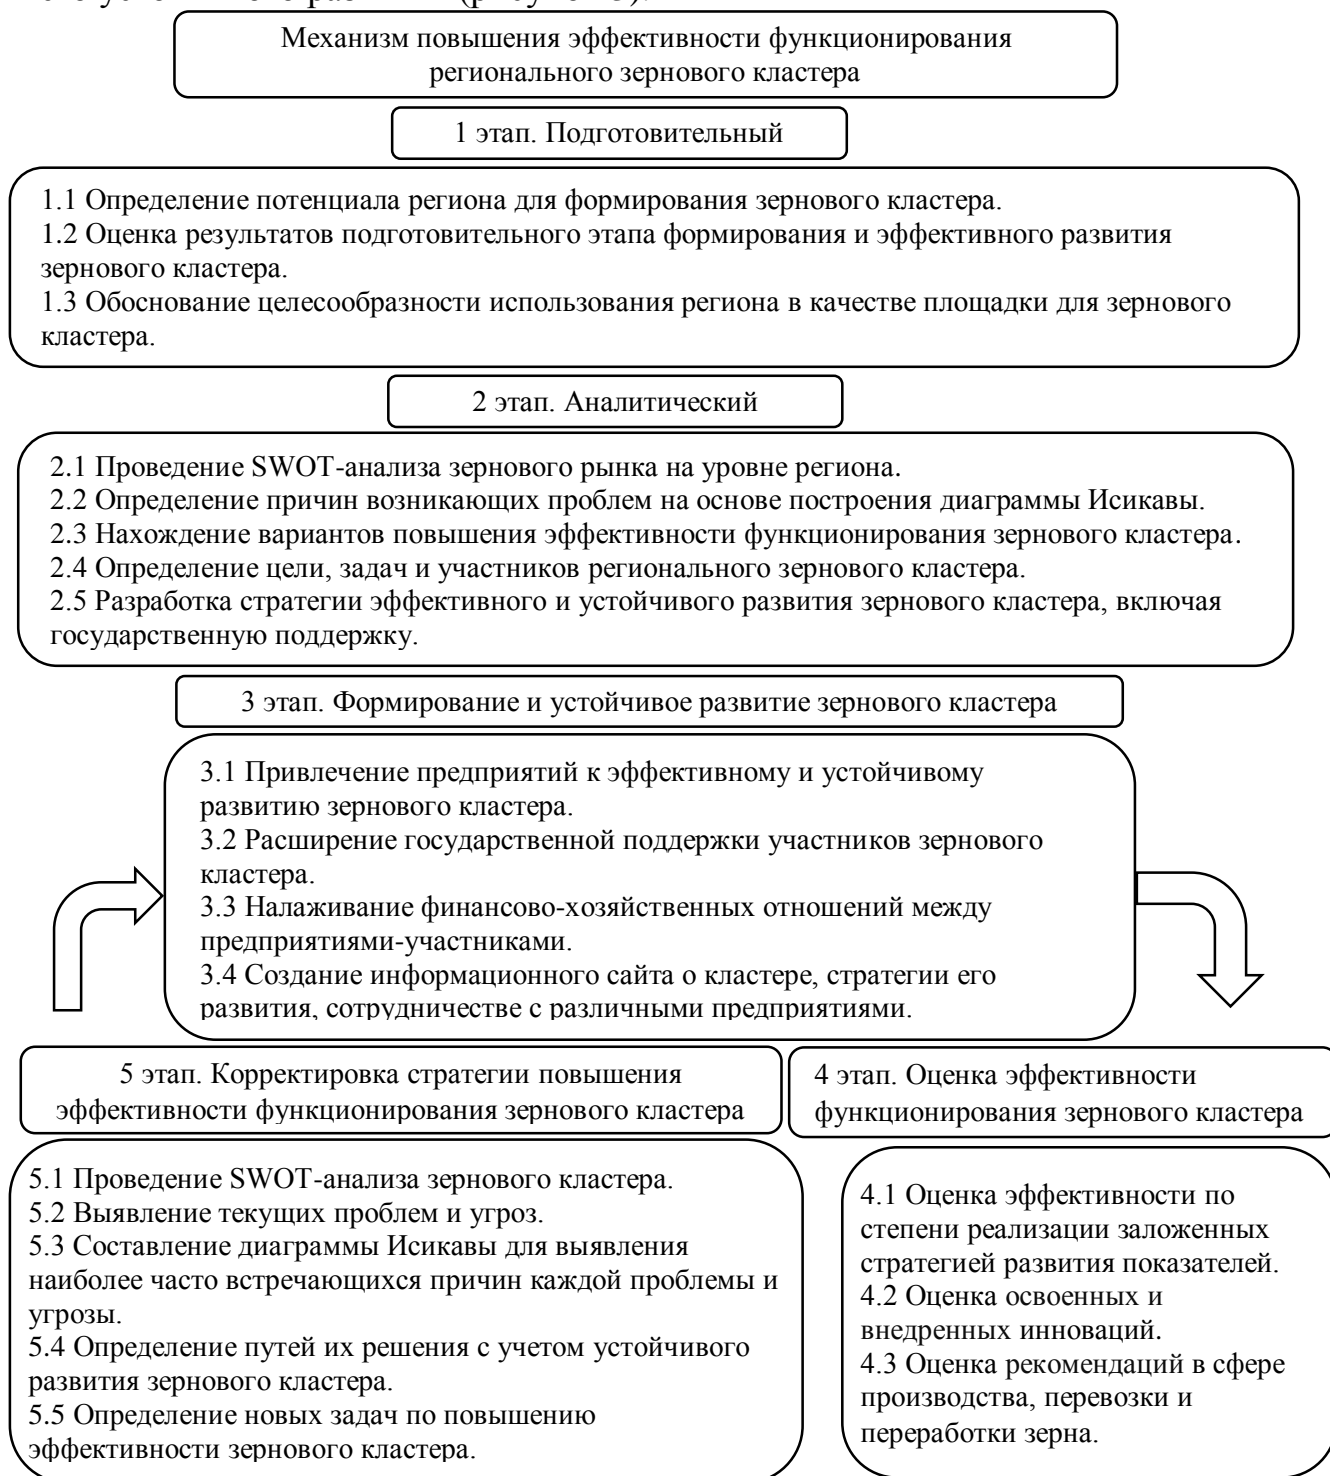 Механизм повышения эффективности функционирования
регионального зернового кластера
1 этап. Подготовительный
1.1 Определение потенциала региона для формирования зернового кластера.
1.2 Оценка результатов подготовительного этапа формирования и эффективного развития
зернового кластера.
1.3 Обоснование целесообразности использования региона в качестве площадки для зернового
кластера.
2 этап. Аналитический
2.1 Проведение SWOT-анализа зернового рынка на уровне региона.
2.2 Определение причин возникающих проблем на основе построения диаграммы Исикавы.
2.3 Нахождение вариантов повышения эффективности функционирования зернового кластера.
2.4 Определение цели, задач и участников регионального зернового кластера.
2.5 Разработка стратегии эффективного и устойчивого развития зернового кластера, включая
государственную поддержку.
3 этап. Формирование и устойчивое развитие зернового кластера
3.1 Привлечение предприятий к эффективному и устойчивому
развитию зернового кластера.
3.2 Расширение государственной поддержки участников зернового
кластера.
3.3 Налаживание финансово-хозяйственных отношений между
предприятиями-участниками.
3.4 Создание информационного сайта о кластере, стратегии его
развития, сотрудничестве с различными предприятиями.
5 этап. Корректировка стратегии повышения
эффективности функционирования зернового кластера
4 этап. Оценка эффективности
функционирования зернового кластера
5.1 Проведение SWOT-анализа зернового кластера.
5.2 Выявление текущих проблем и угроз.
5.3 Составление диаграммы Исикавы для выявления
наиболее часто встречающихся причин каждой проблемы и
угрозы.
5.4 Определение путей их решения с учетом устойчивого
развития зернового кластера.
5.5 Определение новых задач по повышению
эффективности зернового кластера.
4.1 Оценка эффективности по
степени реализации заложенных
стратегией развития показателей.
4.2 Оценка освоенных и
внедренных инноваций.
4.3 Оценка рекомендаций в сфере
производства, перевозки и
переработки зерна.